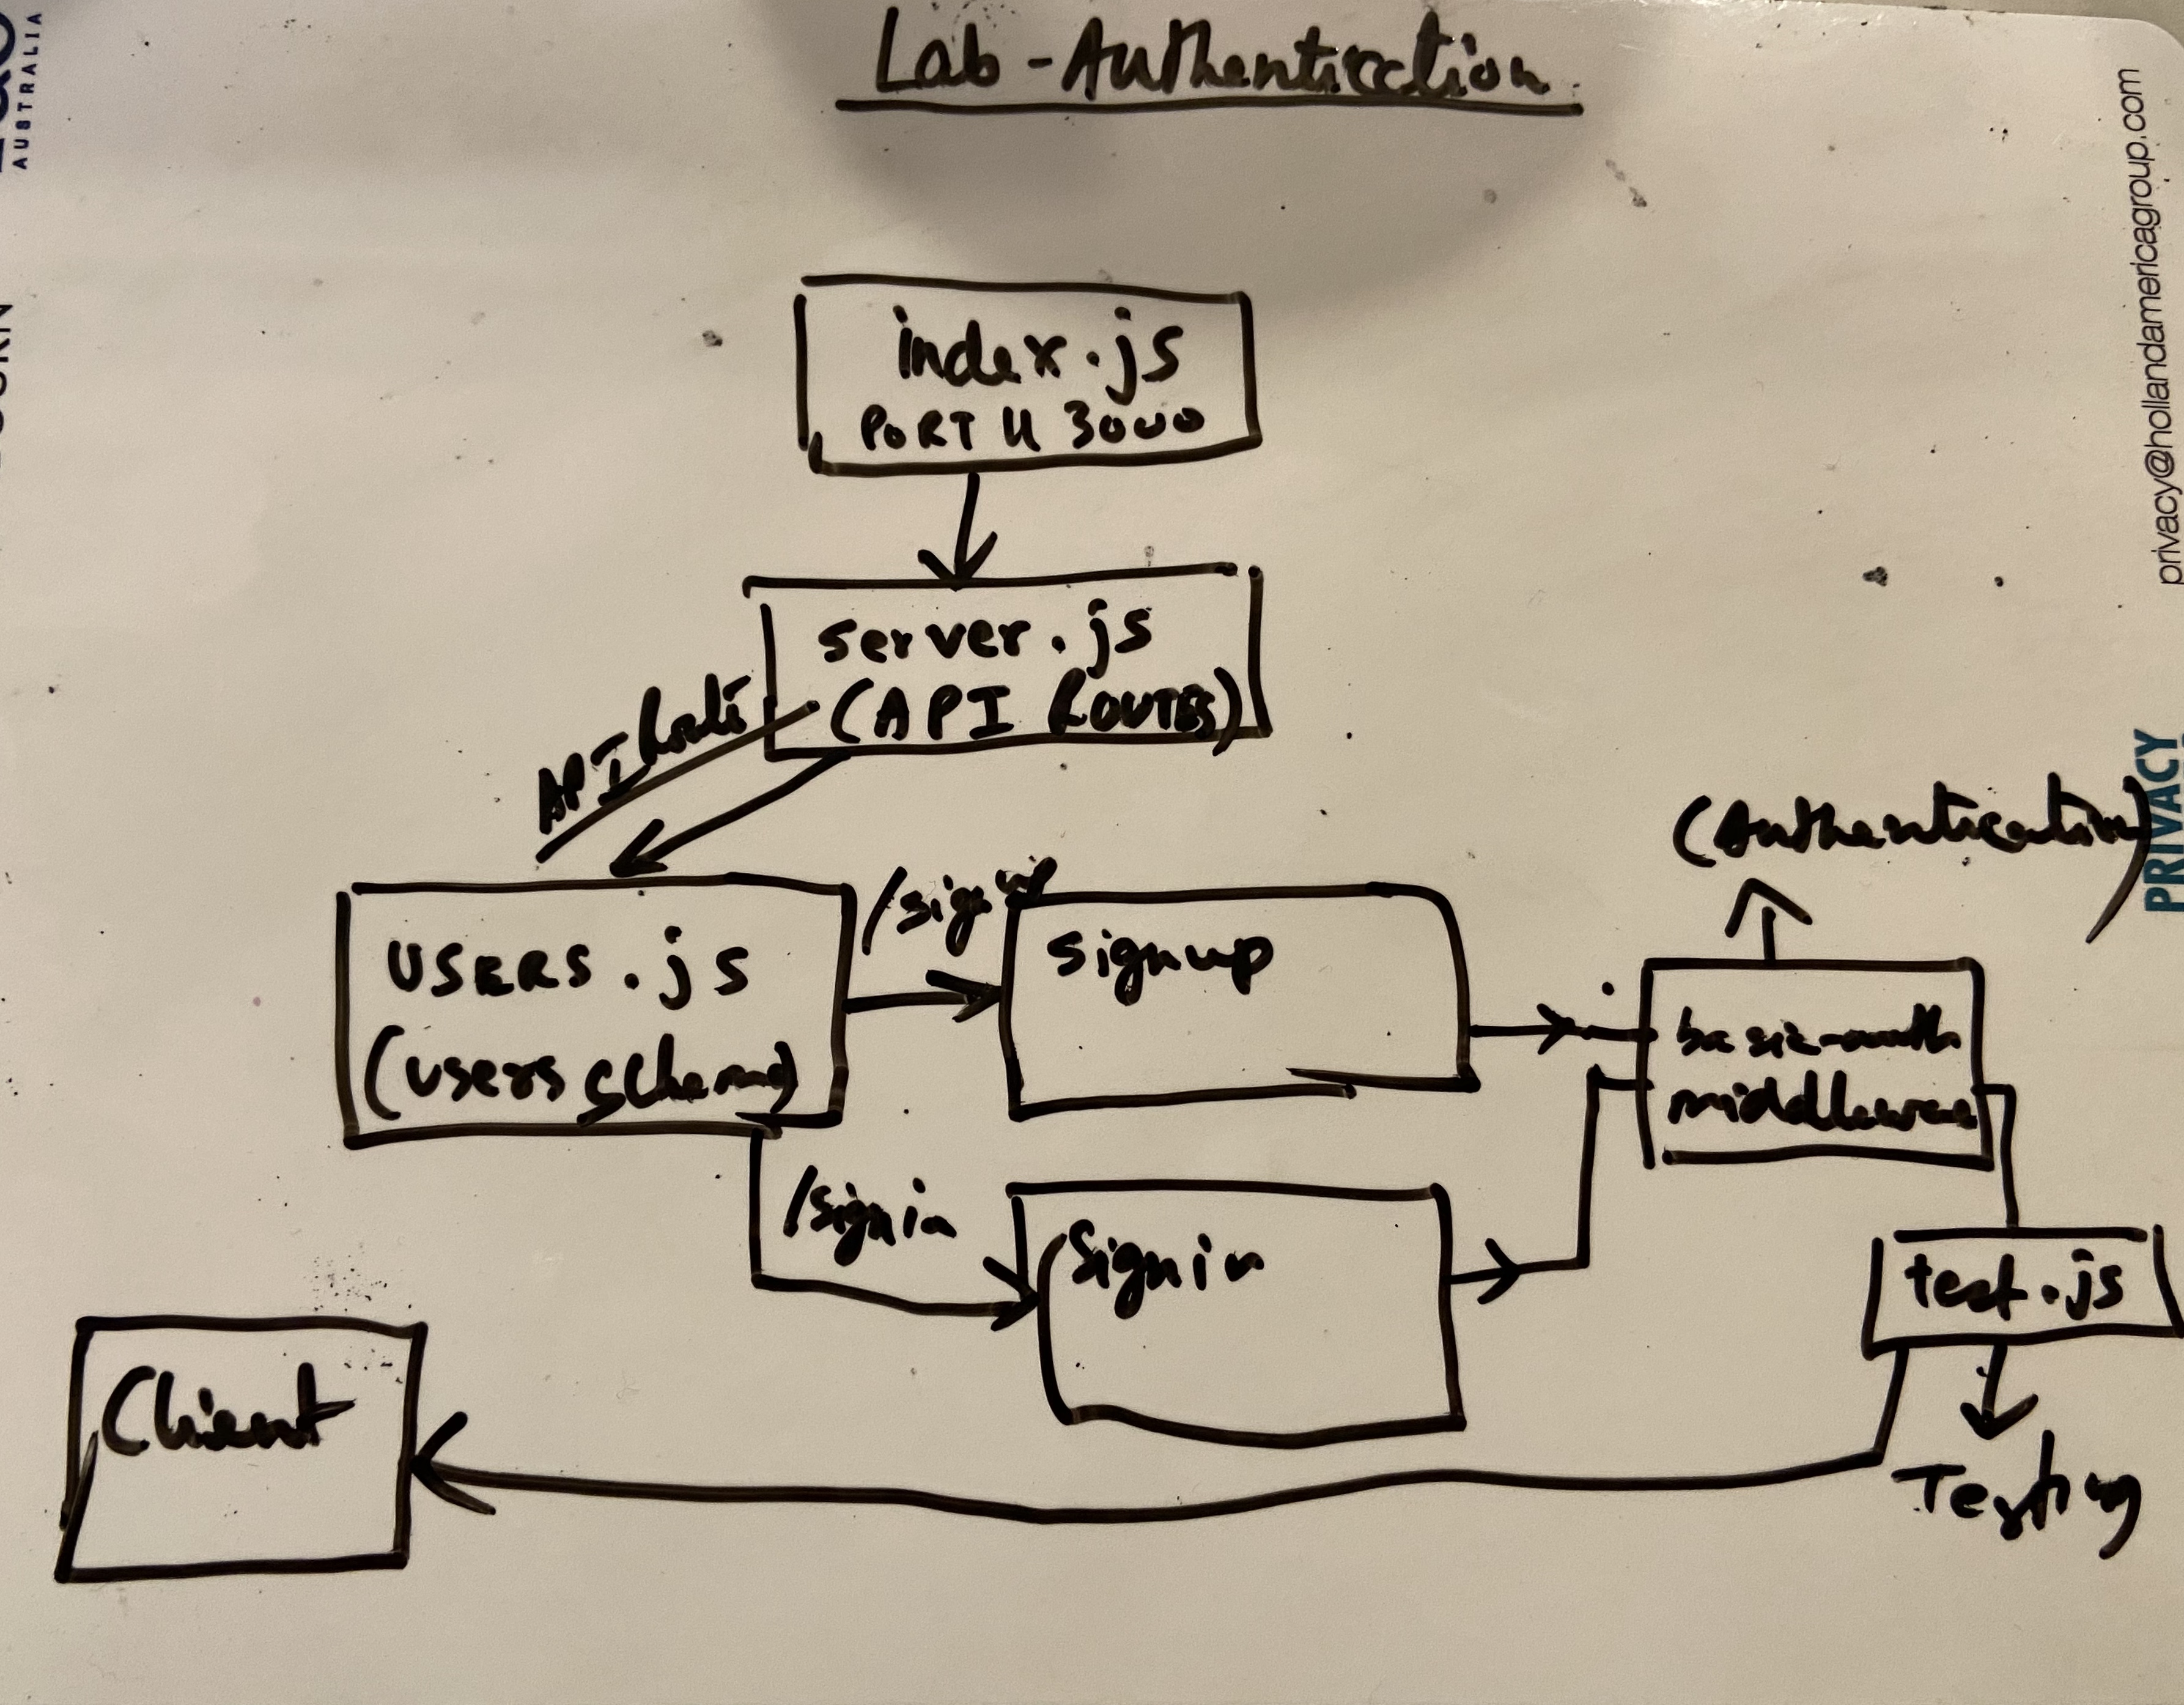 Lab - Authentication
AUSTRALIA
privacy@hollandamericagroup.com
index.js
PORT 3000
server.js
(API ROUTES)
API
PRIVACY
(Authentication)
USERS.js
(users schema)
/signup
signup
basic-auth
middleware
/signin
Signin
test.js
Testing
Client